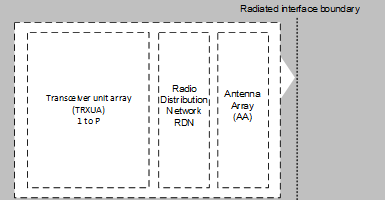 Radiated interface boundary
Transceiver unit array
(TRXUA)
1 to P
Radio
Distribution
Network
RDN
Antenna
Array
(AA)